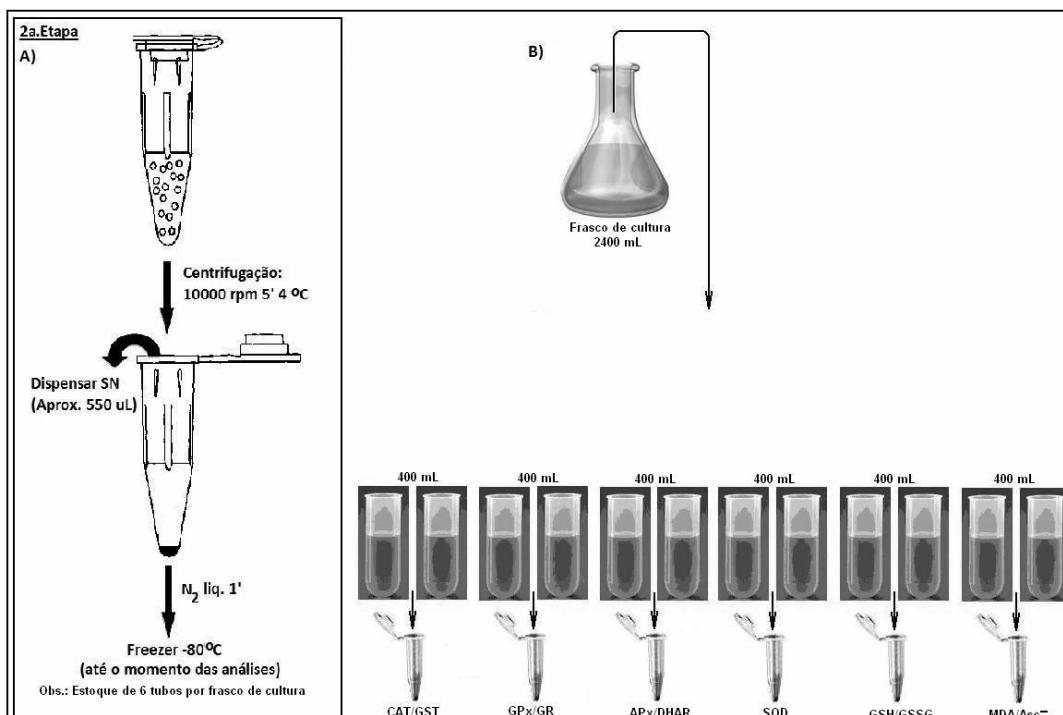 2a.Etapa
A)
Centrifugação:
10000 rpm 5' 4 ºC
Dispensar SN
(Aprox. 550 uL)
N2 liq. 1'
Freezer -80ºC
(até o momento das análises)
Obs.: Estoque de 6 tubos por frasco de cultura
B)
Frasco de cultura
2400 mL
400 mL 400 mL 400 mL 400 mL 400 mL 400 mL
CAT/GST GPx/GR APx/DHAR SOD GSH/GSSG MDA/Asc⁻